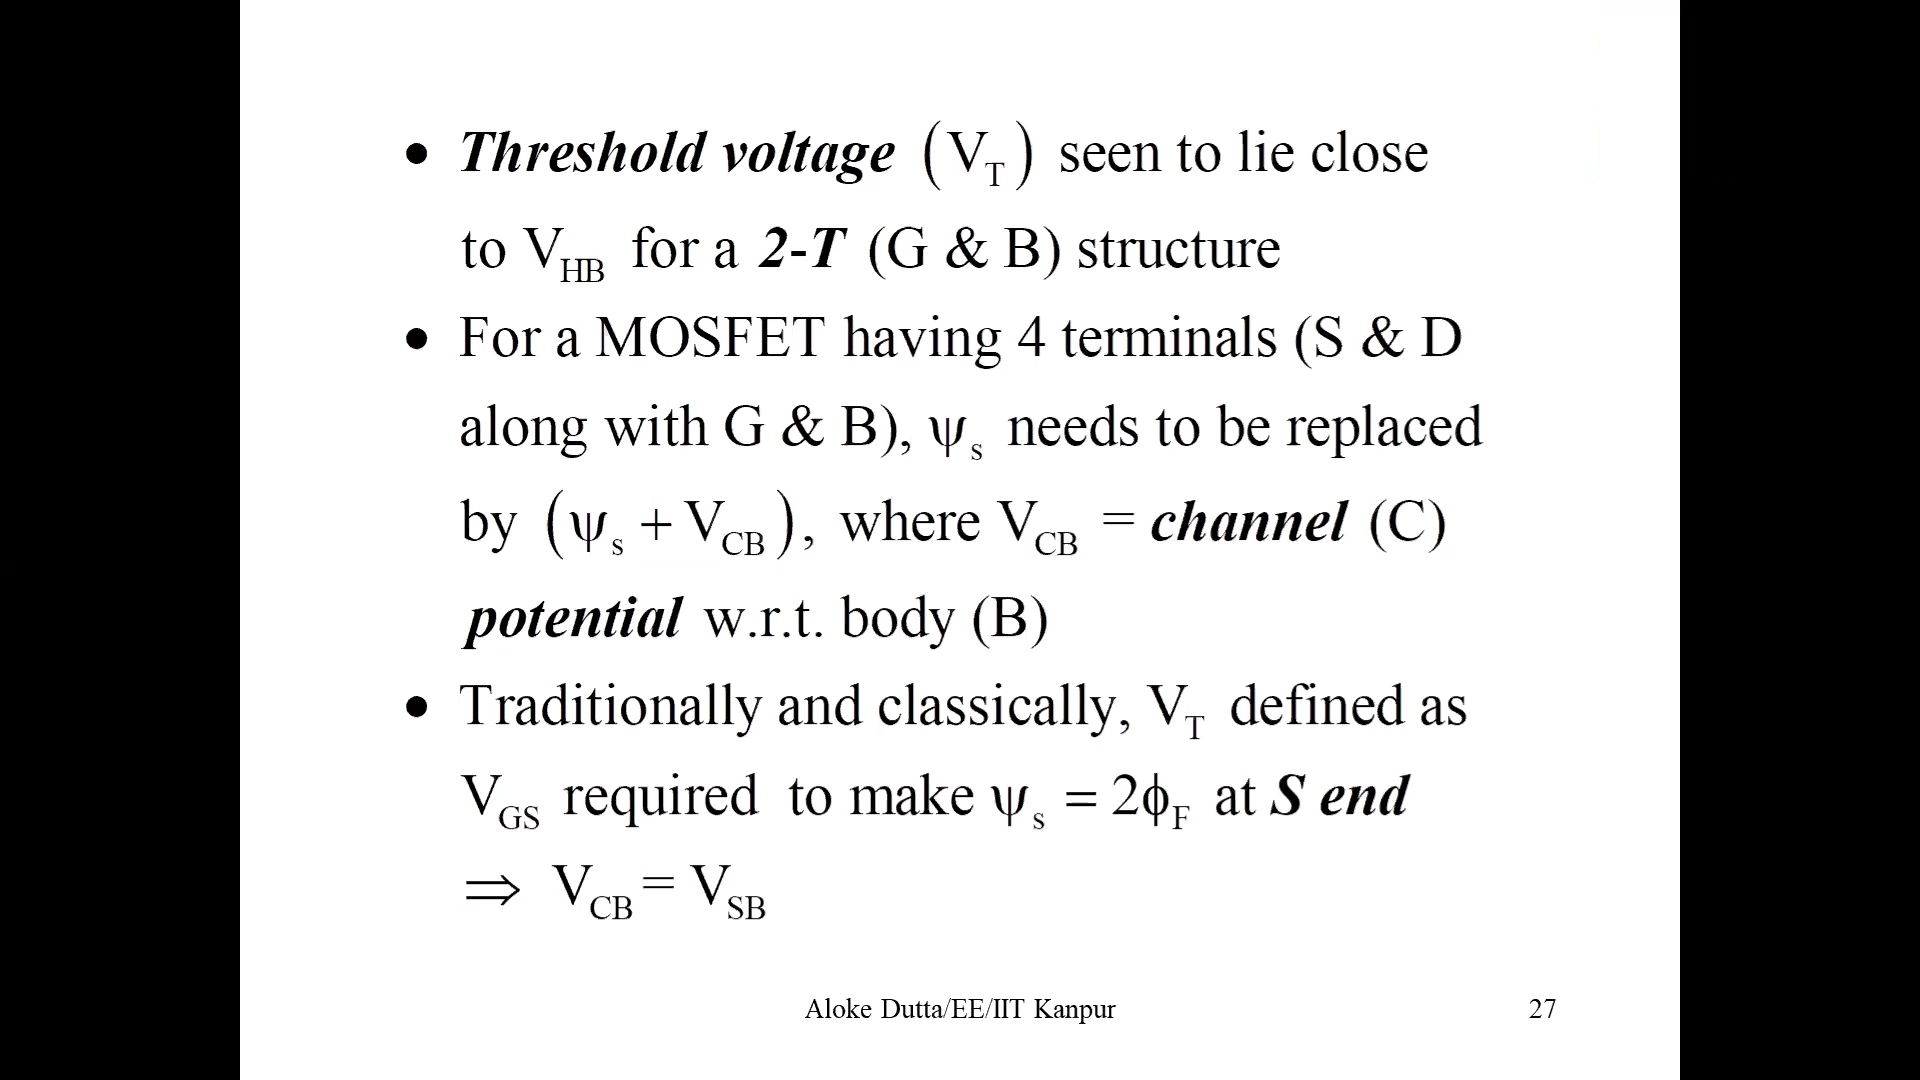 • Threshold voltage (V_T) seen to lie close
to V_HB for a 2-T (G & B) structure
• For a MOSFET having 4 terminals (S & D
along with G & B), ψ_s needs to be replaced
by (ψ_s + V_CB), where V_CB = channel (C)
potential w.r.t. body (B)
• Traditionally and classically, V_T defined as
V_GS required to make ψ_s = 2ϕ_F at S end
⇒ V_CB = V_SB
Aloke Dutta/EE/IIT Kanpur 27